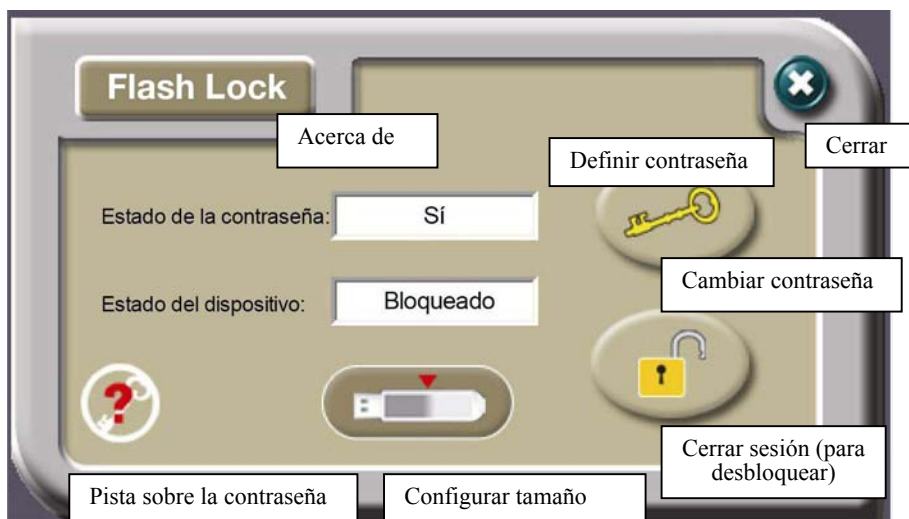 Flash Lock
Acerca de
Cerrar
Definir contraseña
Estado de la contraseña:
Sí
Cambiar contraseña
Estado del dispositivo:
Bloqueado
Cerrar sesión (para
desbloquear)
Pista sobre la contraseña
Configurar tamaño